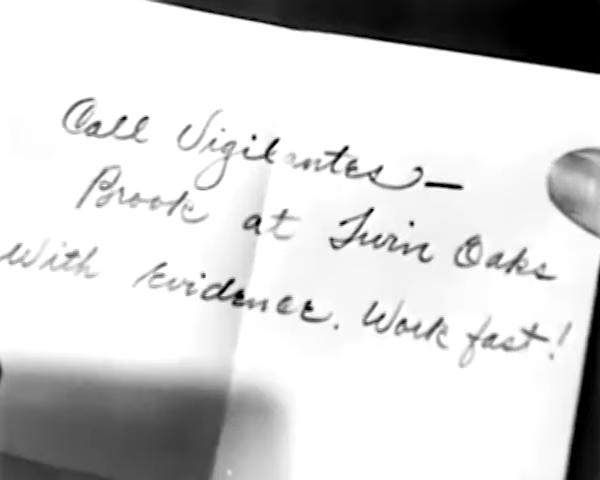 Call Vigilantes—
Brook at Twin Oaks
With Evidence. Work fast!